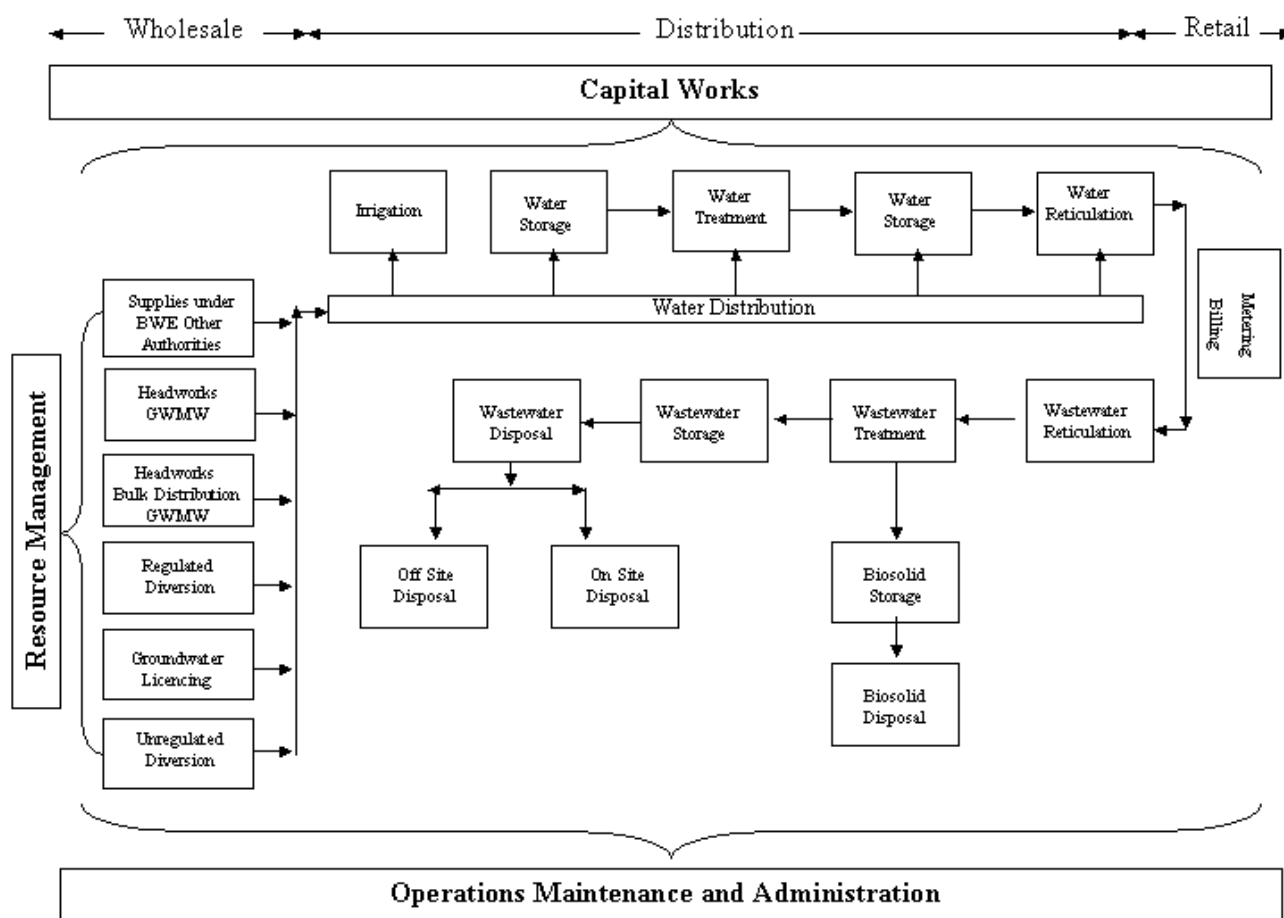 Wholesale
Distribution
Retail
Capital Works
Irrigation
Water
Storage
Water
Treatment
Water
Storage
Water
Reticulation
Supplies under
BWE Other
Authorities
Water Distribution
Metering
Billing
Resource Management
Headworks
GWMW
Wastewater
Disposal
Wastewater
Storage
Wastewater
Treatment
Wastewater
Reticulation
Headworks
Bulk Distribution
GWMW
Regulated
Diversion
Off Site
Disposal
On Site
Disposal
Biosolid
Storage
Groundwater
Licencing
Biosolid
Disposal
Unregulated
Diversion
Operations Maintenance and Administration